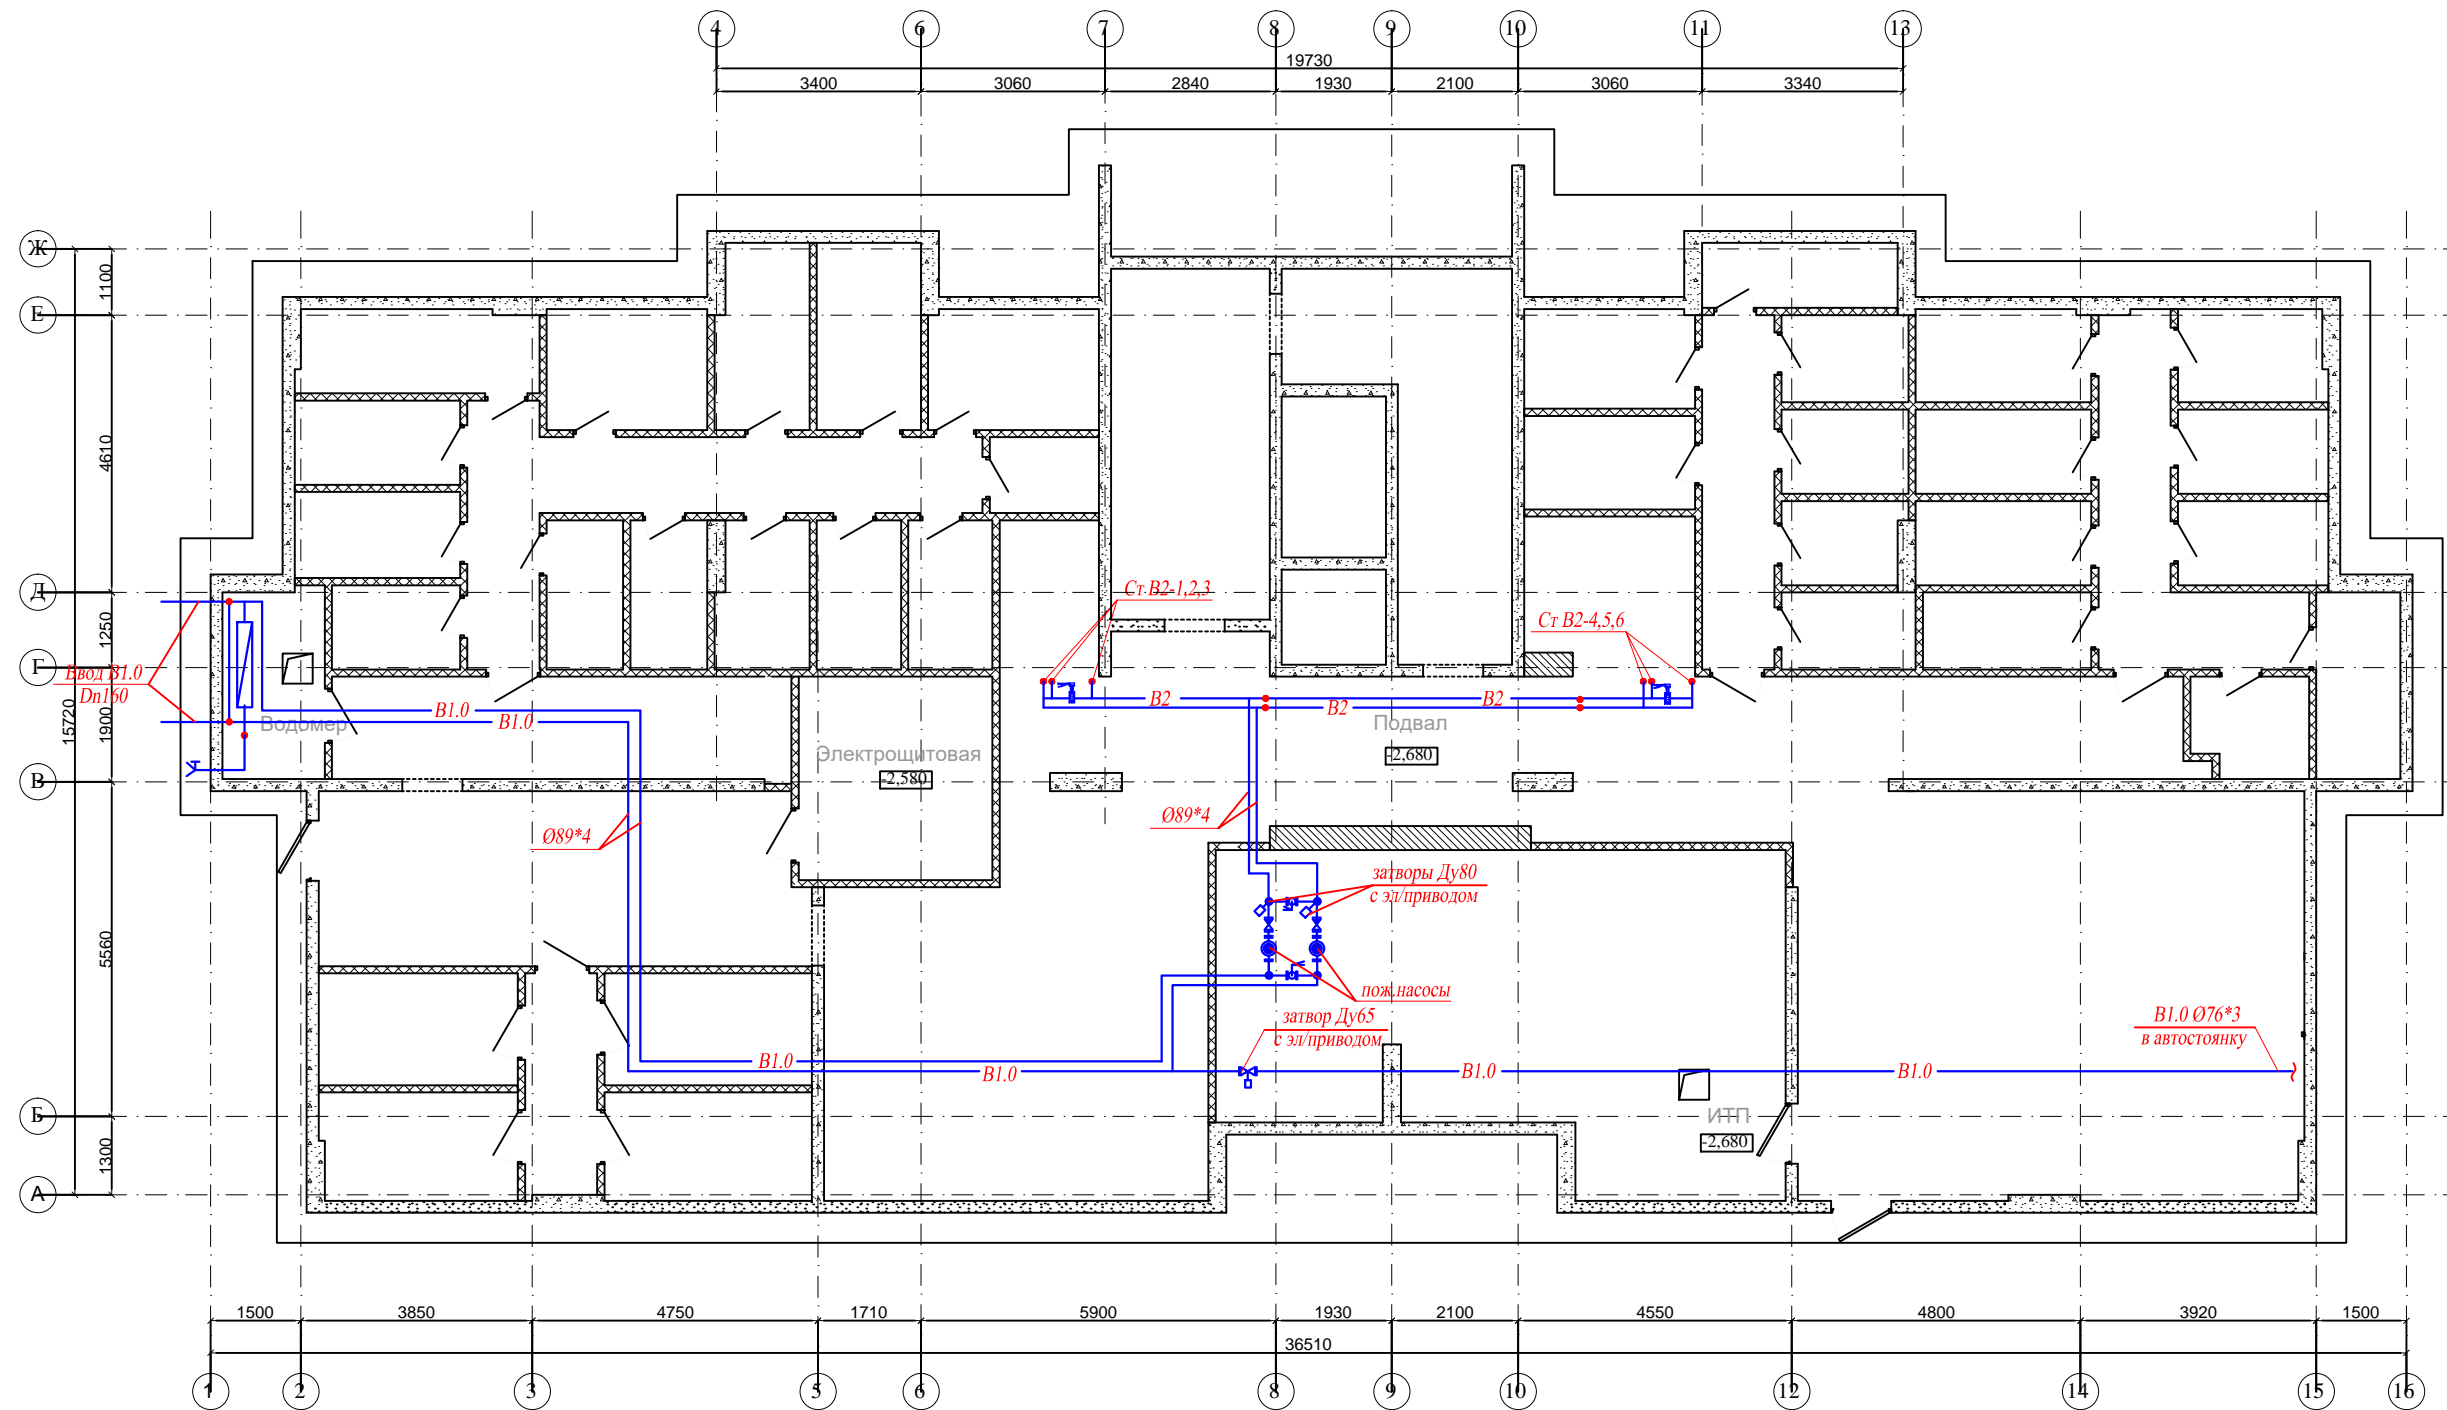 4 6 7 8 9 10 11 13
19730
3400 3060 2840 1930 2100 3060 3340
Ж
1100
Е
4610
Д
1250
Г
1900
15720
В
5560
Б
1300
А
Ст В2-1,2,3
Ст В2-4,5,6
Ввод В1.0
Dn160
Водомер
В1.0
В1.0
В2
В2
В2
Подвал
-2,680
Электрощитовая
-2,580
Ø89*4
Ø89*4
затворы Ду80
с эл/приводом
пож.насосы
затвор Ду65
с эл/приводом
В1.0
В1.0
В1.0
В1.0
В1.0 Ø76*3
в автостоянку
ИТП
-2,680
1500 3850 4750 1710 5900 1930 2100 4550 4800 3920 1500
36510
1 2 3 5 6 8 9 10 12 14 15 16